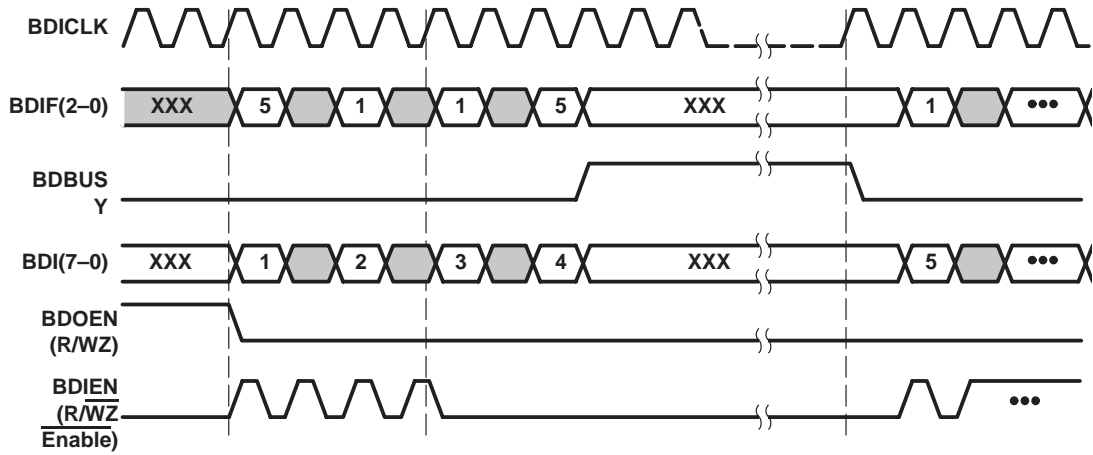 BDICLK
BDIF(2–0) XXX 5 1 1 5 XXX 1 •••
BDBUS
Y
BDI(7–0) XXX 1 2 3 4 XXX 5 •••
BDOEN
(R/WZ)
BDIEN
(R/WZ
Enable)
•••